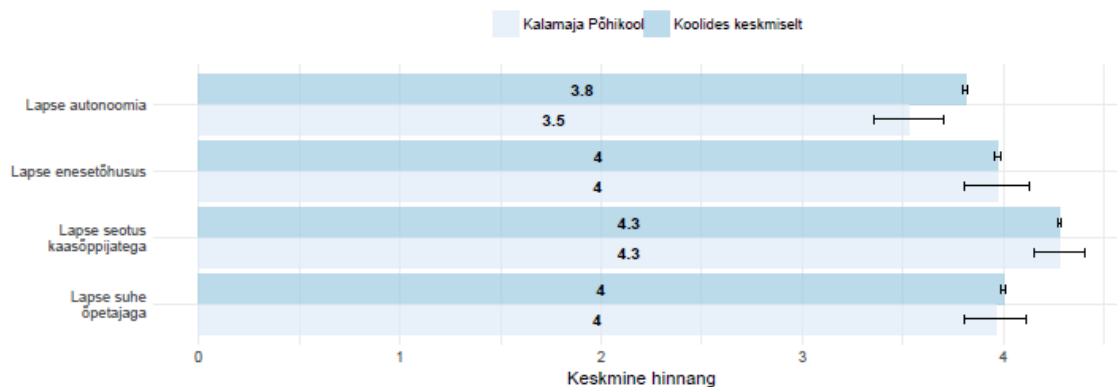 Kalamaja Põhikool Koolides keskmiselt
Lapse autonoomia
3.8
3.5
Lapse enesetõhusus
4
4
Lapse seotus
kaasõppijatega
4.3
4.3
Lapse suhe
õpetajaga
4
4
0 1 2 3 4
Keskmine hinnang